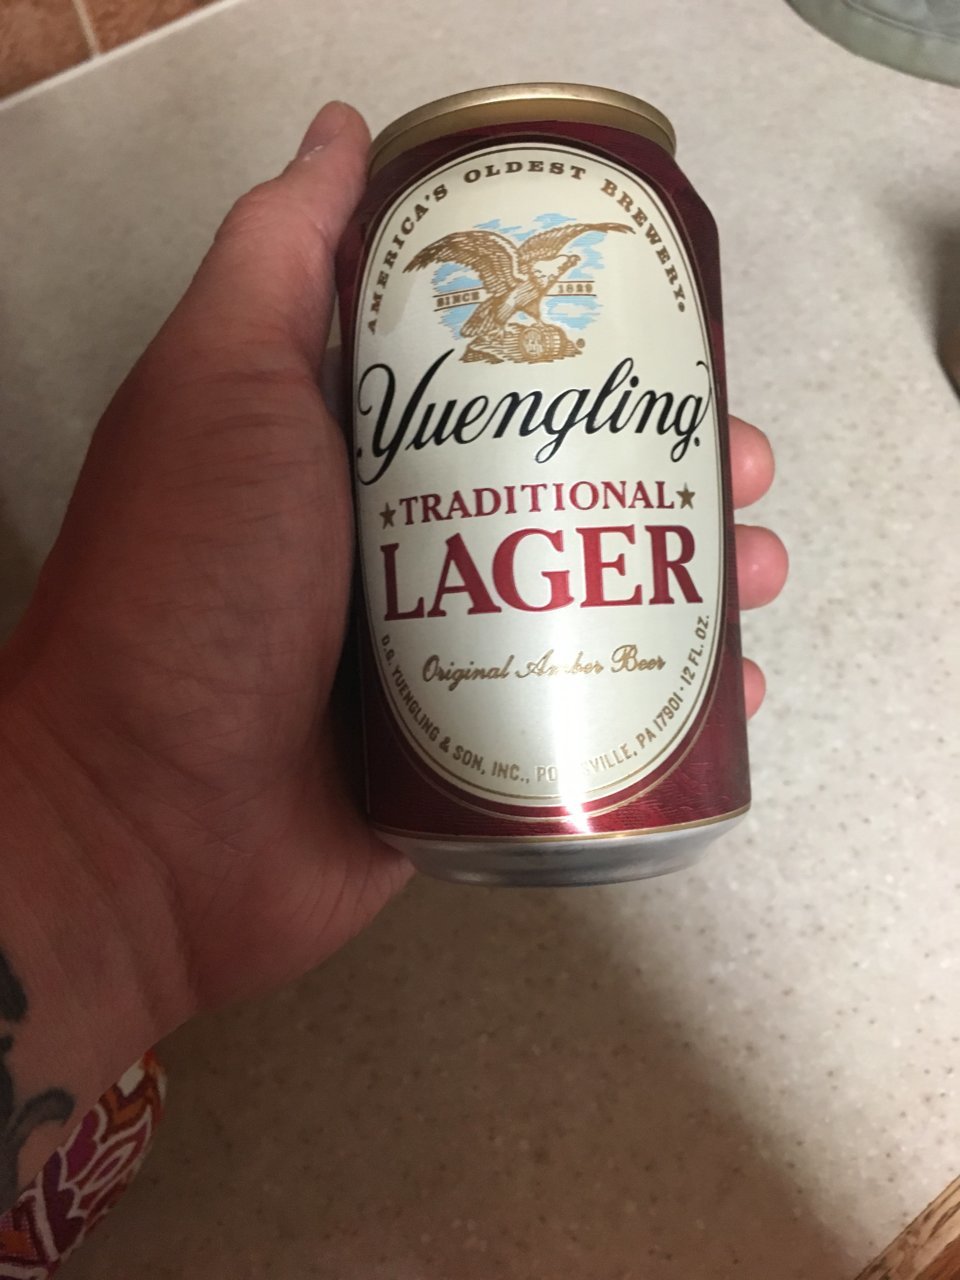 AMERICA'S OLDEST BREWERY.
SINCE 1829
Yuengling
TRADITIONAL
LAGER
Original Amber Beer
D.G. YUENGLING & SON, INC., POTTSVILLE, PA 17901 · 12 FL. OZ.